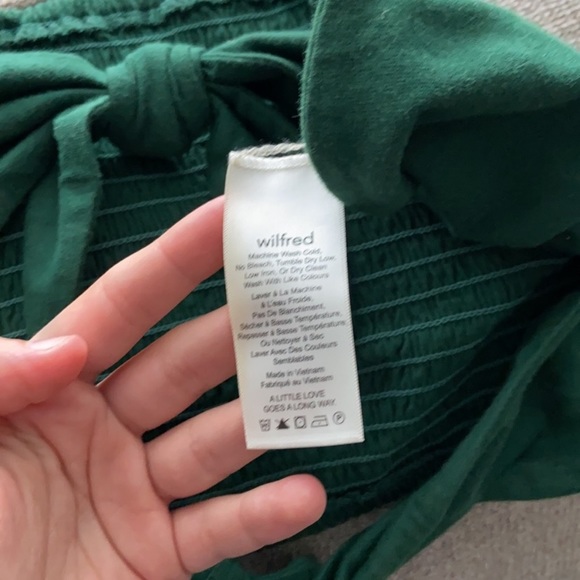 wilfred
Machine Wash Cold,
No Bleach, Tumble Dry Low,
Low Iron, Or Dry Clean
Wash With Like Colours
Laver à La Machine
à L'eau Froide,
Pas De Blanchiment,
Sécher à Basse Température,
Repasser à Basse Température,
Ou Nettoyer à Sec
Laver Avec Des Couleurs
Semblables
Made in Vietnam
Fabriqué au Vietnam
A LITTLE LOVE
GOES A LONG WAY.
P